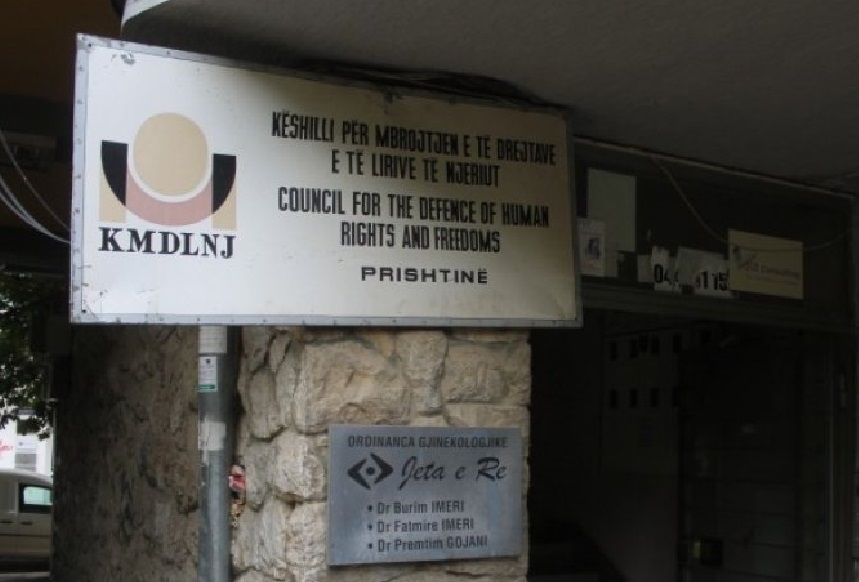 KËSHILLI PËR MBROJTJEN E TË DREJTAVE
E TË LIRIVE TË NJERIUT
COUNCIL FOR THE DEFENCE OF HUMAN
RIGHTS AND FREEDOMS
PRISHTINË
KMDLNJ
ORDINANCA GJINEKOLOGJIKE
Jeta e Re
• Dr Burim IMERI
• Dr Fatmire IMERI
• Dr Premtim GOJANI